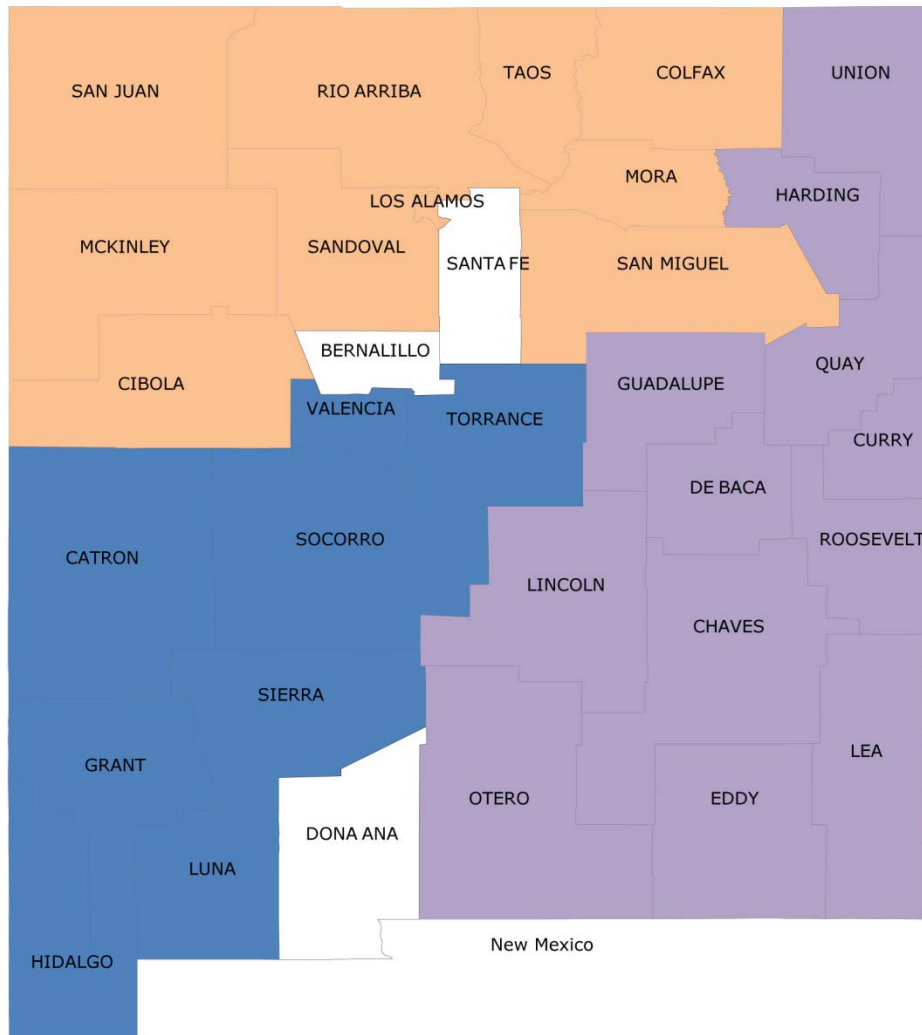 SAN JUAN
RIO ARRIBA
TAOS
COLFAX
UNION
MORA
HARDING
LOS ALAMOS
MCKINLEY
SANDOVAL
SANTA FE
SAN MIGUEL
BERNALILLO
CIBOLA
GUADALUPE
QUAY
VALENCIA
TORRANCE
CURRY
DE BACA
CATRON
SOCORRO
ROOSEVELT
LINCOLN
CHAVES
SIERRA
GRANT
LEA
OTERO
EDDY
DONA ANA
LUNA
New Mexico
HIDALGO